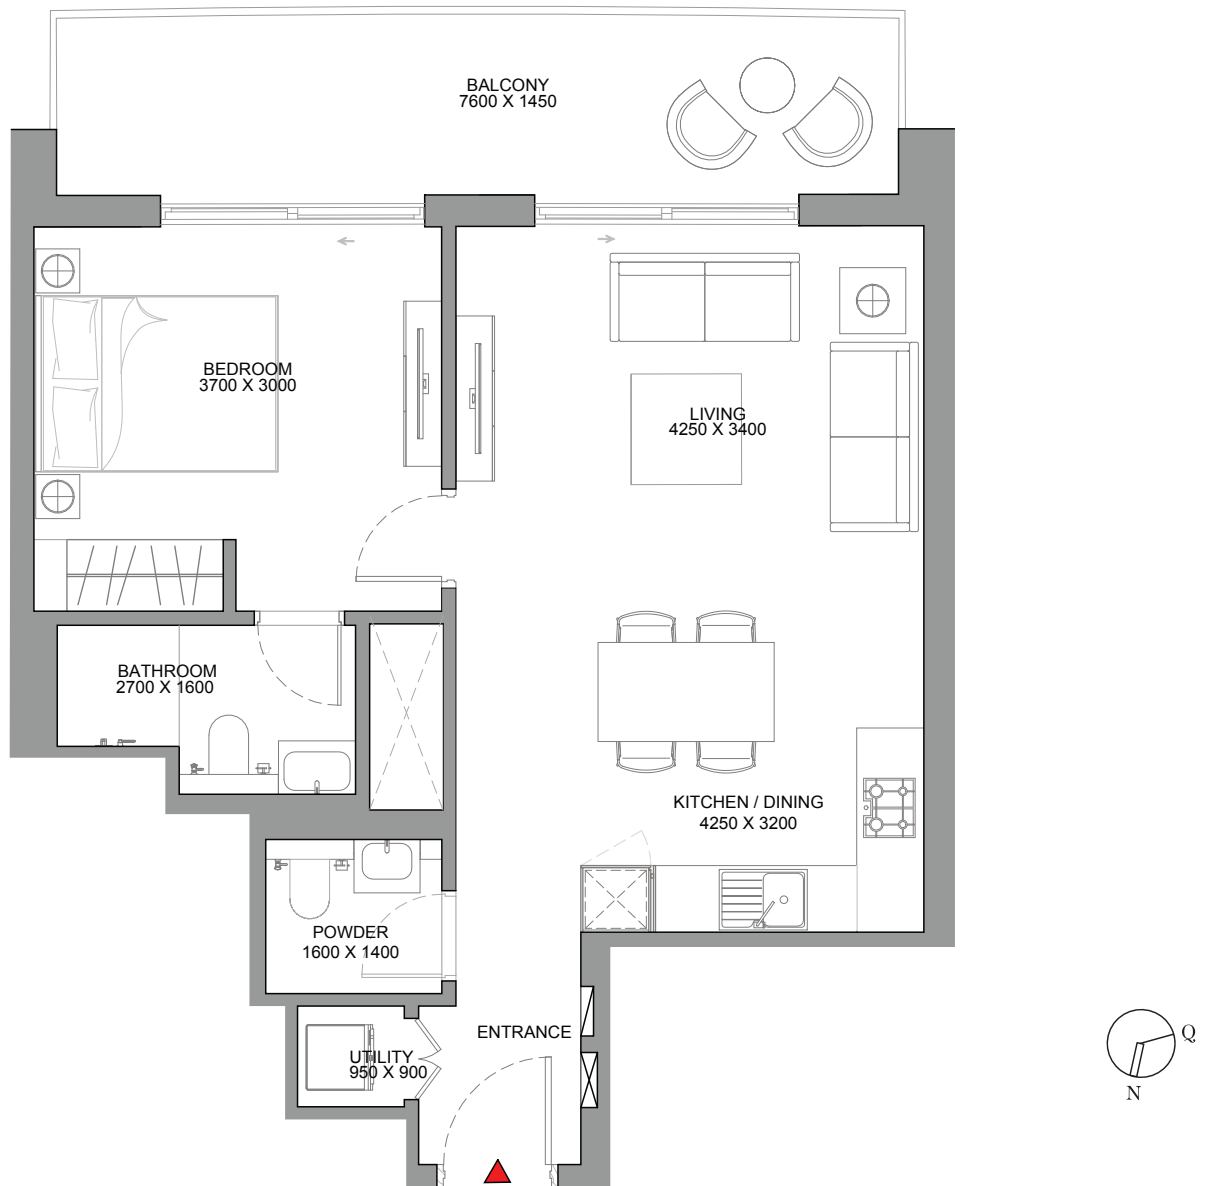 BALCONY
7600 X 1450
BEDROOM
3700 X 3000
LIVING
4250 X 3400
BATHROOM
2700 X 1600
KITCHEN / DINING
4250 X 3200
POWDER
1600 X 1400
ENTRANCE
UTILITY
950 X 900
Q
N